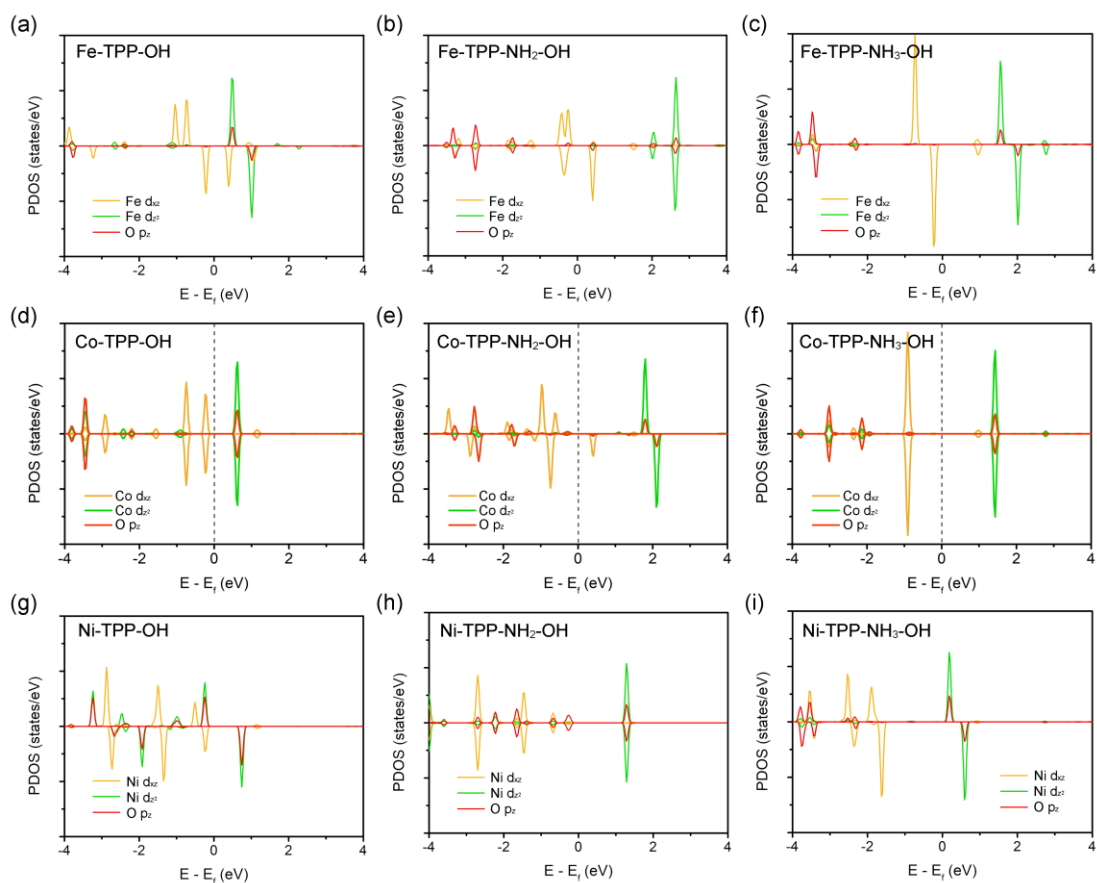 (a)
Fe-TPP-OH
PDOS (states/eV)
Fe dxz
Fe dz²
O pz
-4 -2 0 2 4
E - Ef (eV)
(b)
Fe-TPP-NH₂-OH
PDOS (states/eV)
Fe dxz
Fe dz²
O pz
-4 -2 0 2 4
E - Ef (eV)
(c)
Fe-TPP-NH₃-OH
PDOS (states/eV)
Fe dxz
Fe dz²
O pz
-4 -2 0 2 4
E - Ef (eV)
(d)
Co-TPP-OH
PDOS (states/eV)
Co dxz
Co dz²
O pz
-4 -2 0 2 4
E - Ef (eV)
(e)
Co-TPP-NH₂-OH
PDOS (states/eV)
Co dxz
Co dz²
O pz
-4 -2 0 2 4
E - Ef (eV)
(f)
Co-TPP-NH₃-OH
PDOS (states/eV)
Co dxz
Co dz²
O pz
-4 -2 0 2 4
E - Ef (eV)
(g)
Ni-TPP-OH
PDOS (states/eV)
Ni dxz
Ni dz²
O pz
-4 -2 0 2 4
E - Ef (eV)
(h)
Ni-TPP-NH₂-OH
PDOS (states/eV)
Ni dxz
Ni dz²
O pz
-4 -2 0 2 4
E - Ef (eV)
(i)
Ni-TPP-NH₃-OH
PDOS (states/eV)
Ni dxz
Ni dz²
O pz
-4 -2 0 2 4
E - Ef (eV)